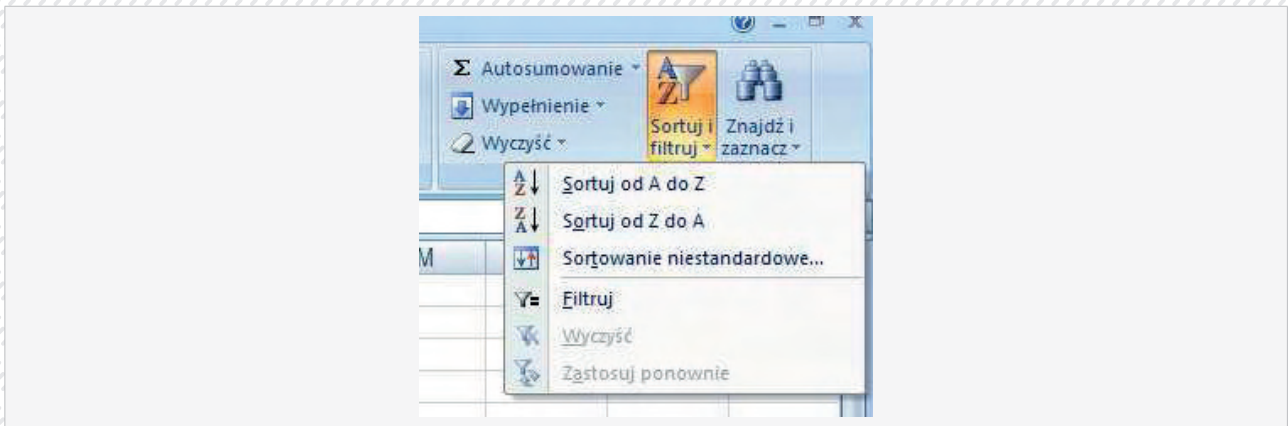 Σ Autosumowanie
Wypełnienie
Wyczyść
Sortuj i
filtruj
Znajdź i
zaznacz
Sortuj od A do Z
Sortuj od Z do A
Sortowanie niestandardowe...
Filtruj
Wyczyść
Zastosuj ponownie
M